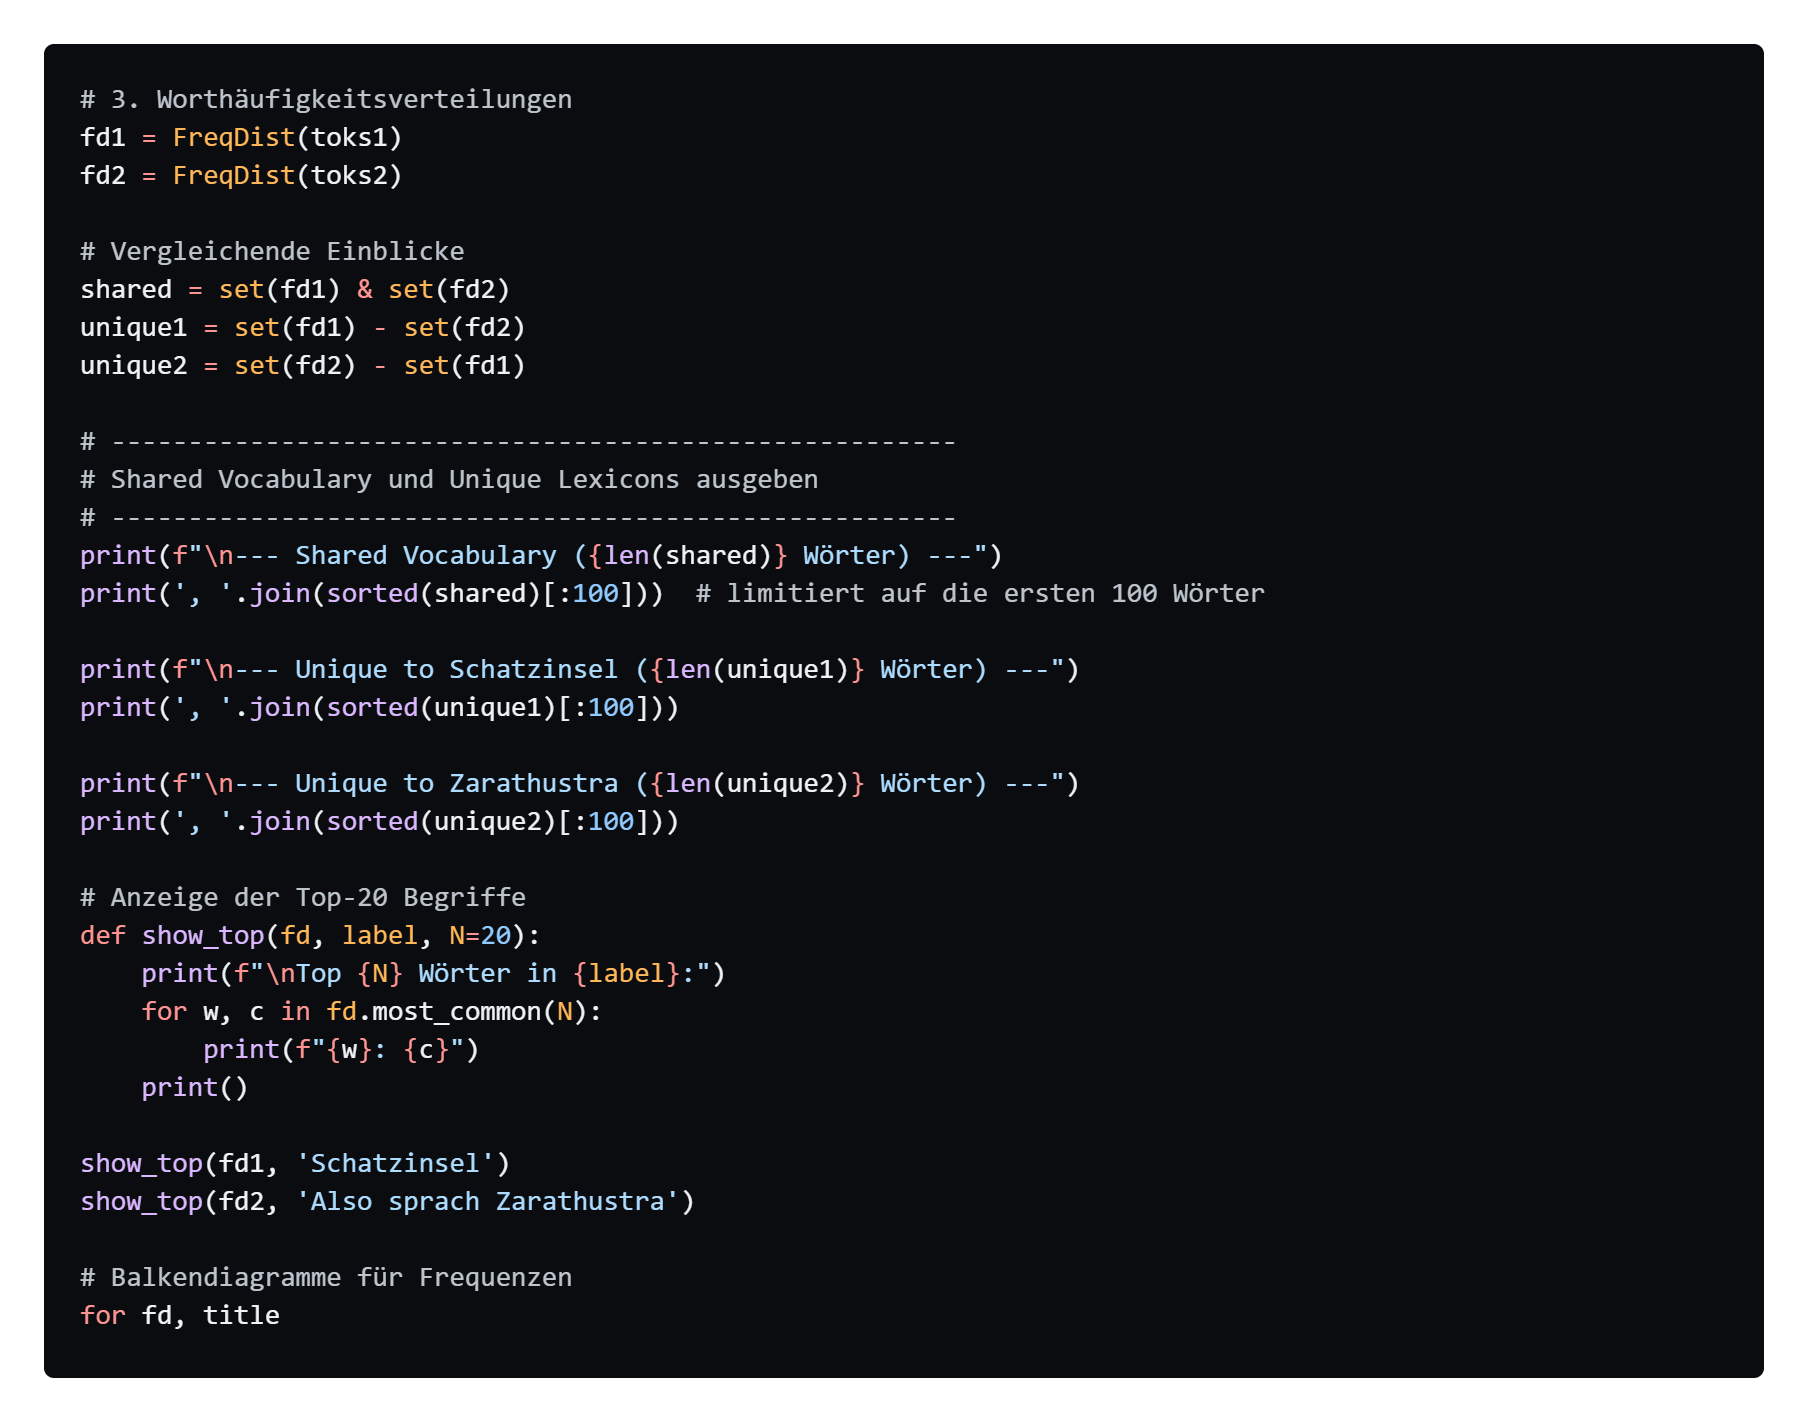 # 3. Worthäufigkeitsverteilungen
fd1 = FreqDist(toks1)
fd2 = FreqDist(toks2)

# Vergleichende Einblicke
shared = set(fd1) & set(fd2)
unique1 = set(fd1) - set(fd2)
unique2 = set(fd2) - set(fd1)

# -------------------------------------------------------
# Shared Vocabulary und Unique Lexicons ausgeben
# -------------------------------------------------------
print(f"\n--- Shared Vocabulary ({len(shared)} Wörter) ---")
print(', '.join(sorted(shared)[:100]))  # limitiert auf die ersten 100 Wörter

print(f"\n--- Unique to Schatzinsel ({len(unique1)} Wörter) ---")
print(', '.join(sorted(unique1)[:100]))

print(f"\n--- Unique to Zarathustra ({len(unique2)} Wörter) ---")
print(', '.join(sorted(unique2)[:100]))

# Anzeige der Top-20 Begriffe
def show_top(fd, label, N=20):
    print(f"\nTop {N} Wörter in {label}:")
    for w, c in fd.most_common(N):
        print(f"{w}: {c}")
    print()

show_top(fd1, 'Schatzinsel')
show_top(fd2, 'Also sprach Zarathustra')

# Balkendiagramme für Frequenzen
for fd, title